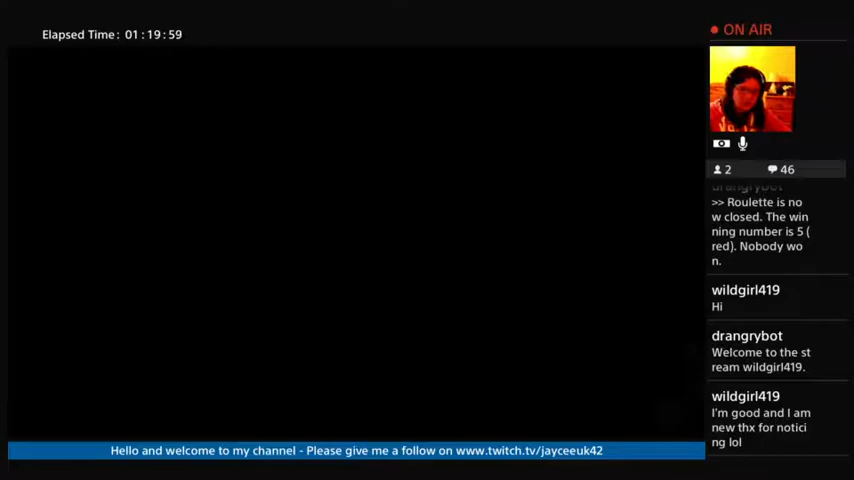 Elapsed Time: 01:19:59
ON AIR
2 46
drangrybot
>> Roulette is no
w closed. The win
ning number is 5 (
red). Nobody wo
n.
wildgirl419
Hi
drangrybot
Welcome to the st
ream wildgirl419.
wildgirl419
I'm good and I am
new thx for notici
ng lol
Hello and welcome to my channel - Please give me a follow on www.twitch.tv/jayceeuk42